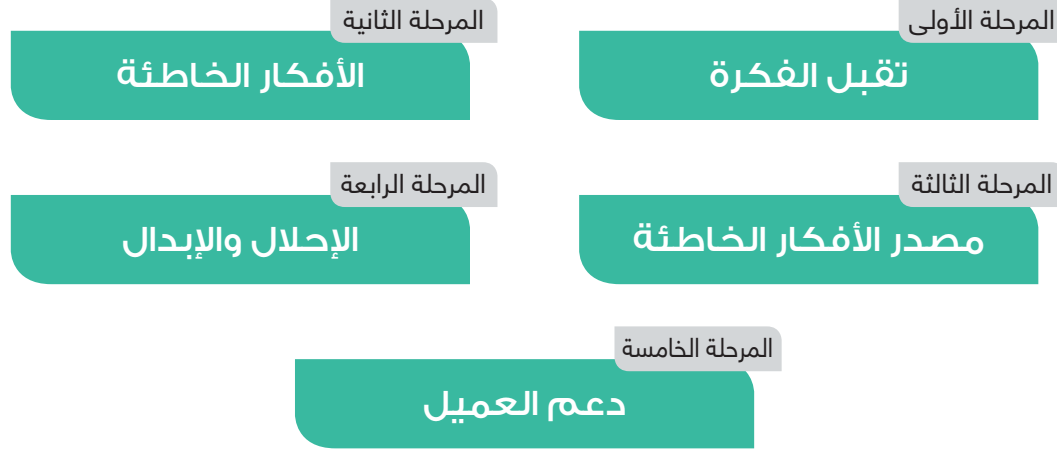 المرحلة الأولى
تقبل الفكرة
المرحلة الثانية
الأفكار الخاطئة
المرحلة الثالثة
مصدر الأفكار الخاطئة
المرحلة الرابعة
الإحلال والإبدال
المرحلة الخامسة
دعم العميل